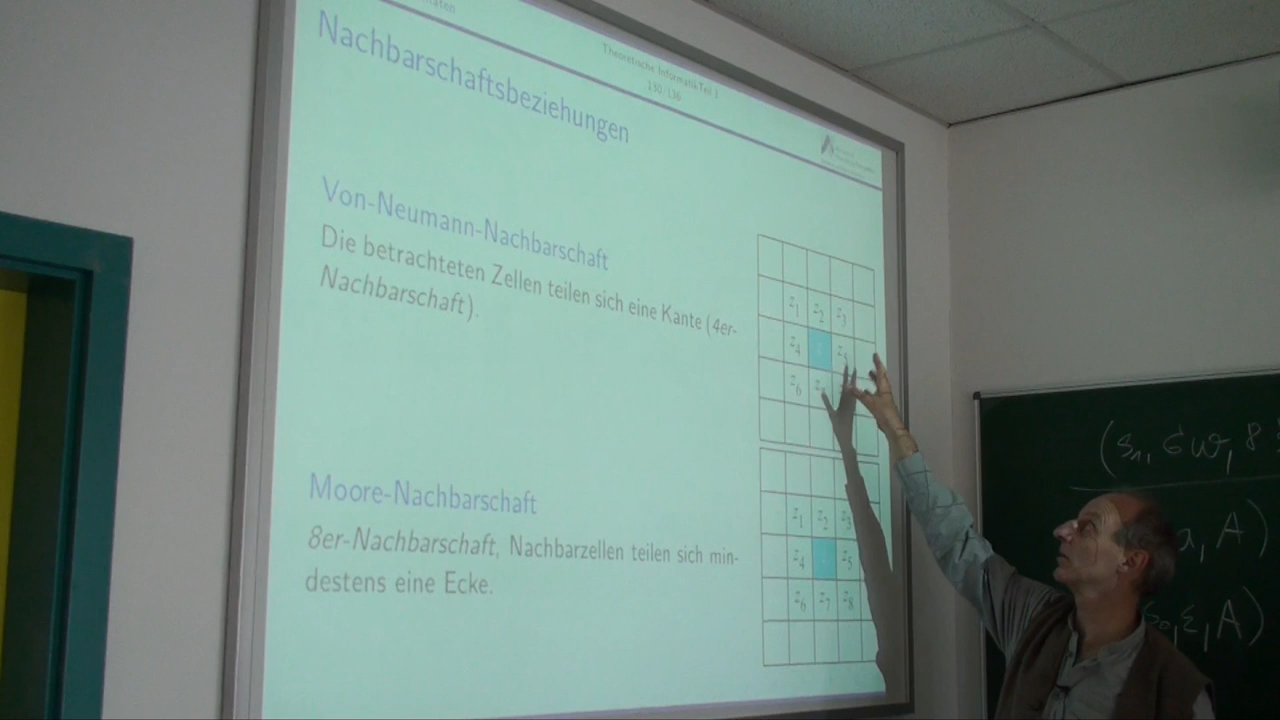 Theoretische Informatik Teil 1
130/136
Nachbarschaftsbeziehungen
Von-Neumann-Nachbarschaft
Die betrachteten Zellen teilen sich eine Kante (4er-
Nachbarschaft).
z1 z2 z3
z4 z z5
z6
Moore-Nachbarschaft
8er-Nachbarschaft, Nachbarzellen teilen sich min-
destens eine Ecke.
z1 z2 z3
z4 z5
z6 z7 z8
A)
A)